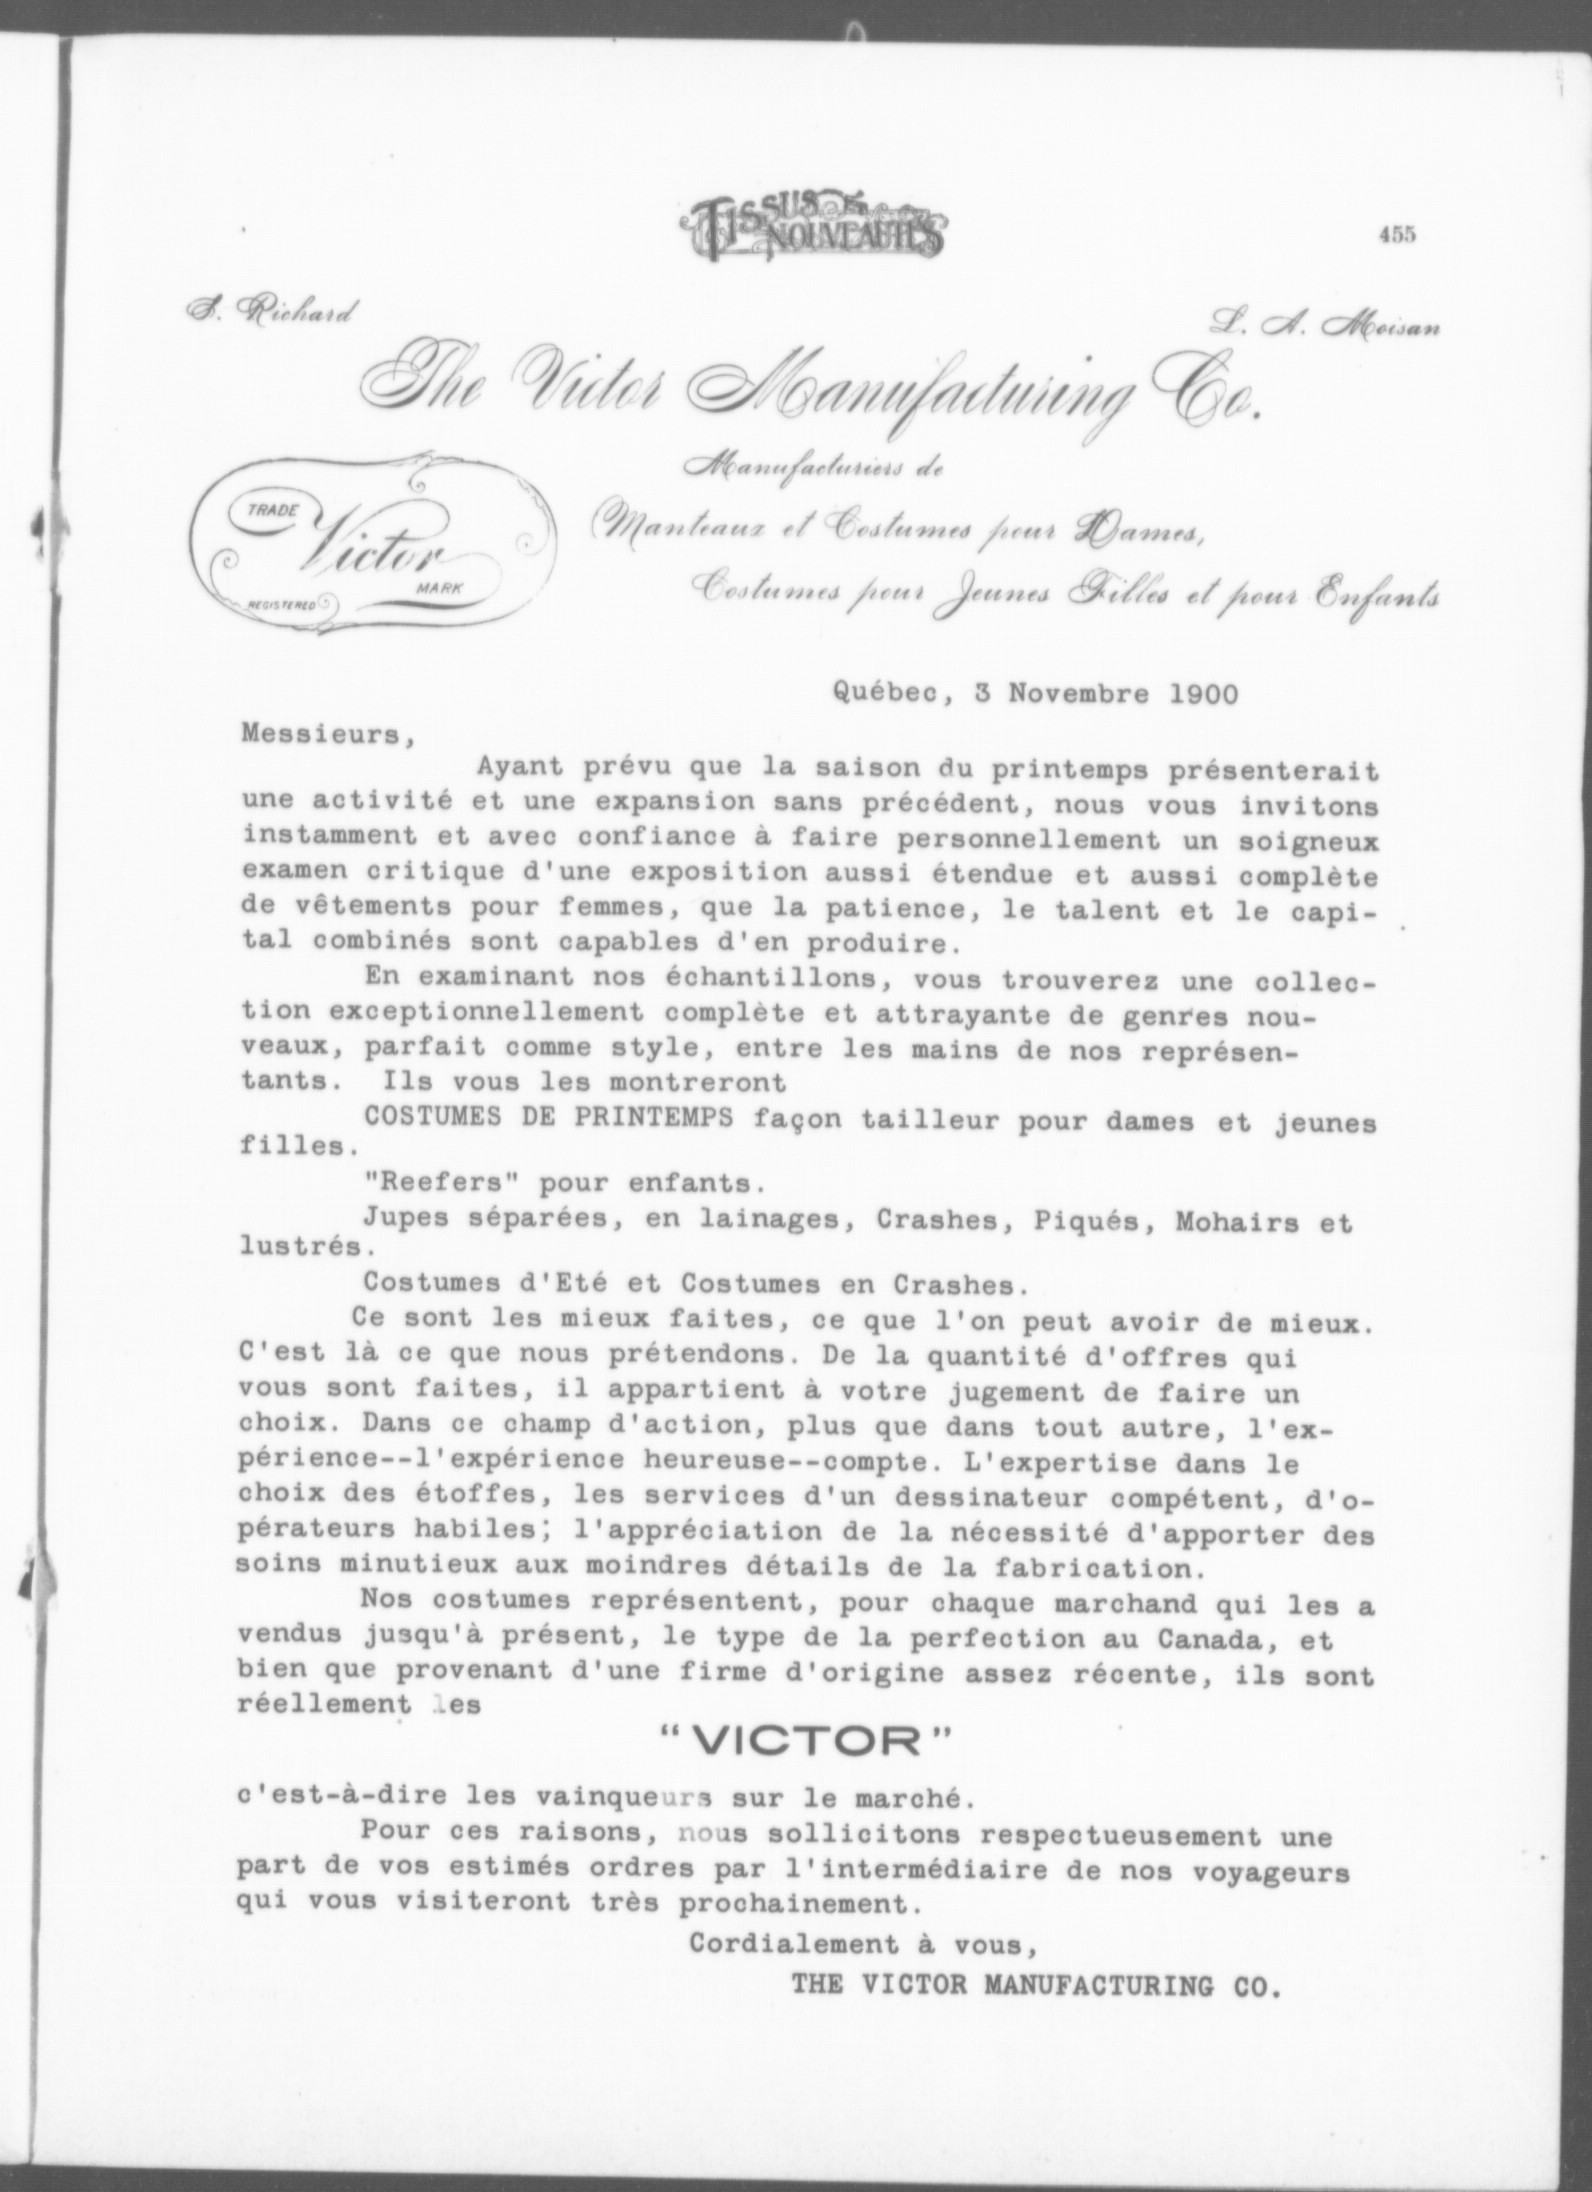 TISSUS & NOUVEAUTÉS
455
S. Richard
L. A. Moisan
The Victor Manufacturing Co.
Manufacturiers de
Manteaux et Costumes pour Dames,
Costumes pour Jeunes Filles et pour Enfants
TRADE
Victor
MARK
REGISTERED
Québec, 3 Novembre 1900
Messieurs,
Ayant prévu que la saison du printemps présenterait
une activité et une expansion sans précédent, nous vous invitons
instamment et avec confiance à faire personnellement un soigneux
examen critique d'une exposition aussi étendue et aussi complète
de vêtements pour femmes, que la patience, le talent et le capi-
tal combinés sont capables d'en produire.
En examinant nos échantillons, vous trouverez une collec-
tion exceptionnellement complète et attrayante de genres nou-
veaux, parfait comme style, entre les mains de nos représen-
tants. Ils vous les montreront
COSTUMES DE PRINTEMPS façon tailleur pour dames et jeunes
filles.
"Reefers" pour enfants.
Jupes séparées, en lainages, Crashes, Piqués, Mohairs et
lustrés.
Costumes d'Eté et Costumes en Crashes.
Ce sont les mieux faites, ce que l'on peut avoir de mieux.
C'est là ce que nous prétendons. De la quantité d'offres qui
vous sont faites, il appartient à votre jugement de faire un
choix. Dans ce champ d'action, plus que dans tout autre, l'ex-
périence--l'expérience heureuse--compte. L'expertise dans le
choix des étoffes, les services d'un dessinateur compétent, d'o-
pérateurs habiles; l'appréciation de la nécessité d'apporter des
soins minutieux aux moindres détails de la fabrication.
Nos costumes représentent, pour chaque marchand qui les a
vendus jusqu'à présent, le type de la perfection au Canada, et
bien que provenant d'une firme d'origine assez récente, ils sont
réellement les
"VICTOR"
c'est-à-dire les vainqueurs sur le marché.
Pour ces raisons, nous sollicitons respectueusement une
part de vos estimés ordres par l'intermédiaire de nos voyageurs
qui vous visiteront très prochainement.
Cordialement à vous,
THE VICTOR MANUFACTURING CO.